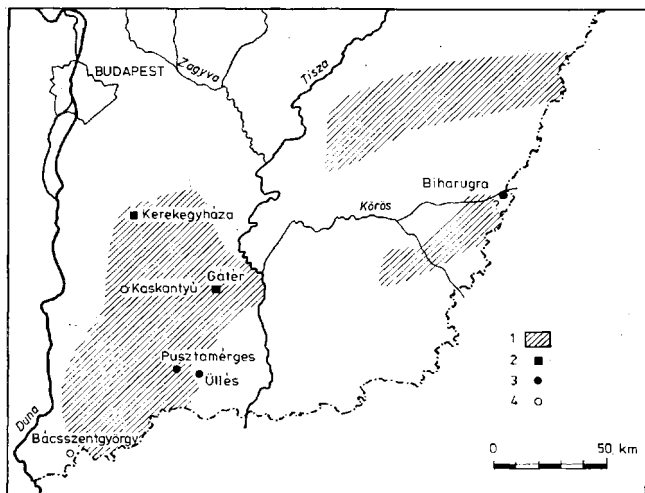 BUDAPEST
Zagyva
Tisza
Biharugra
Körös
Kerekegyháza
Kaskantyú
Gátér
Pusztamérges
Üllés
Duna
Bácsszentgyörgy
1
2
3
4
0 50 km